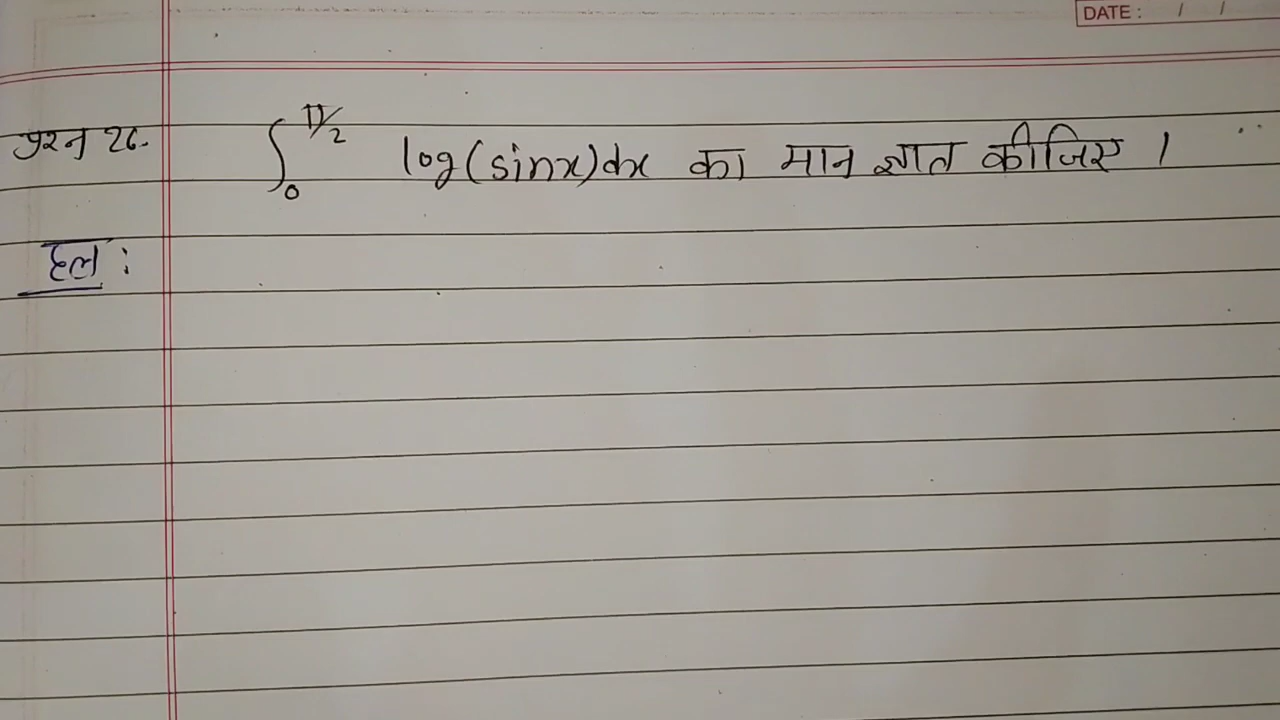 DATE : / /
प्रश्न 26. ∫₀^π/2 log(sinx)dx का मान ज्ञात कीजिए ।
हल :